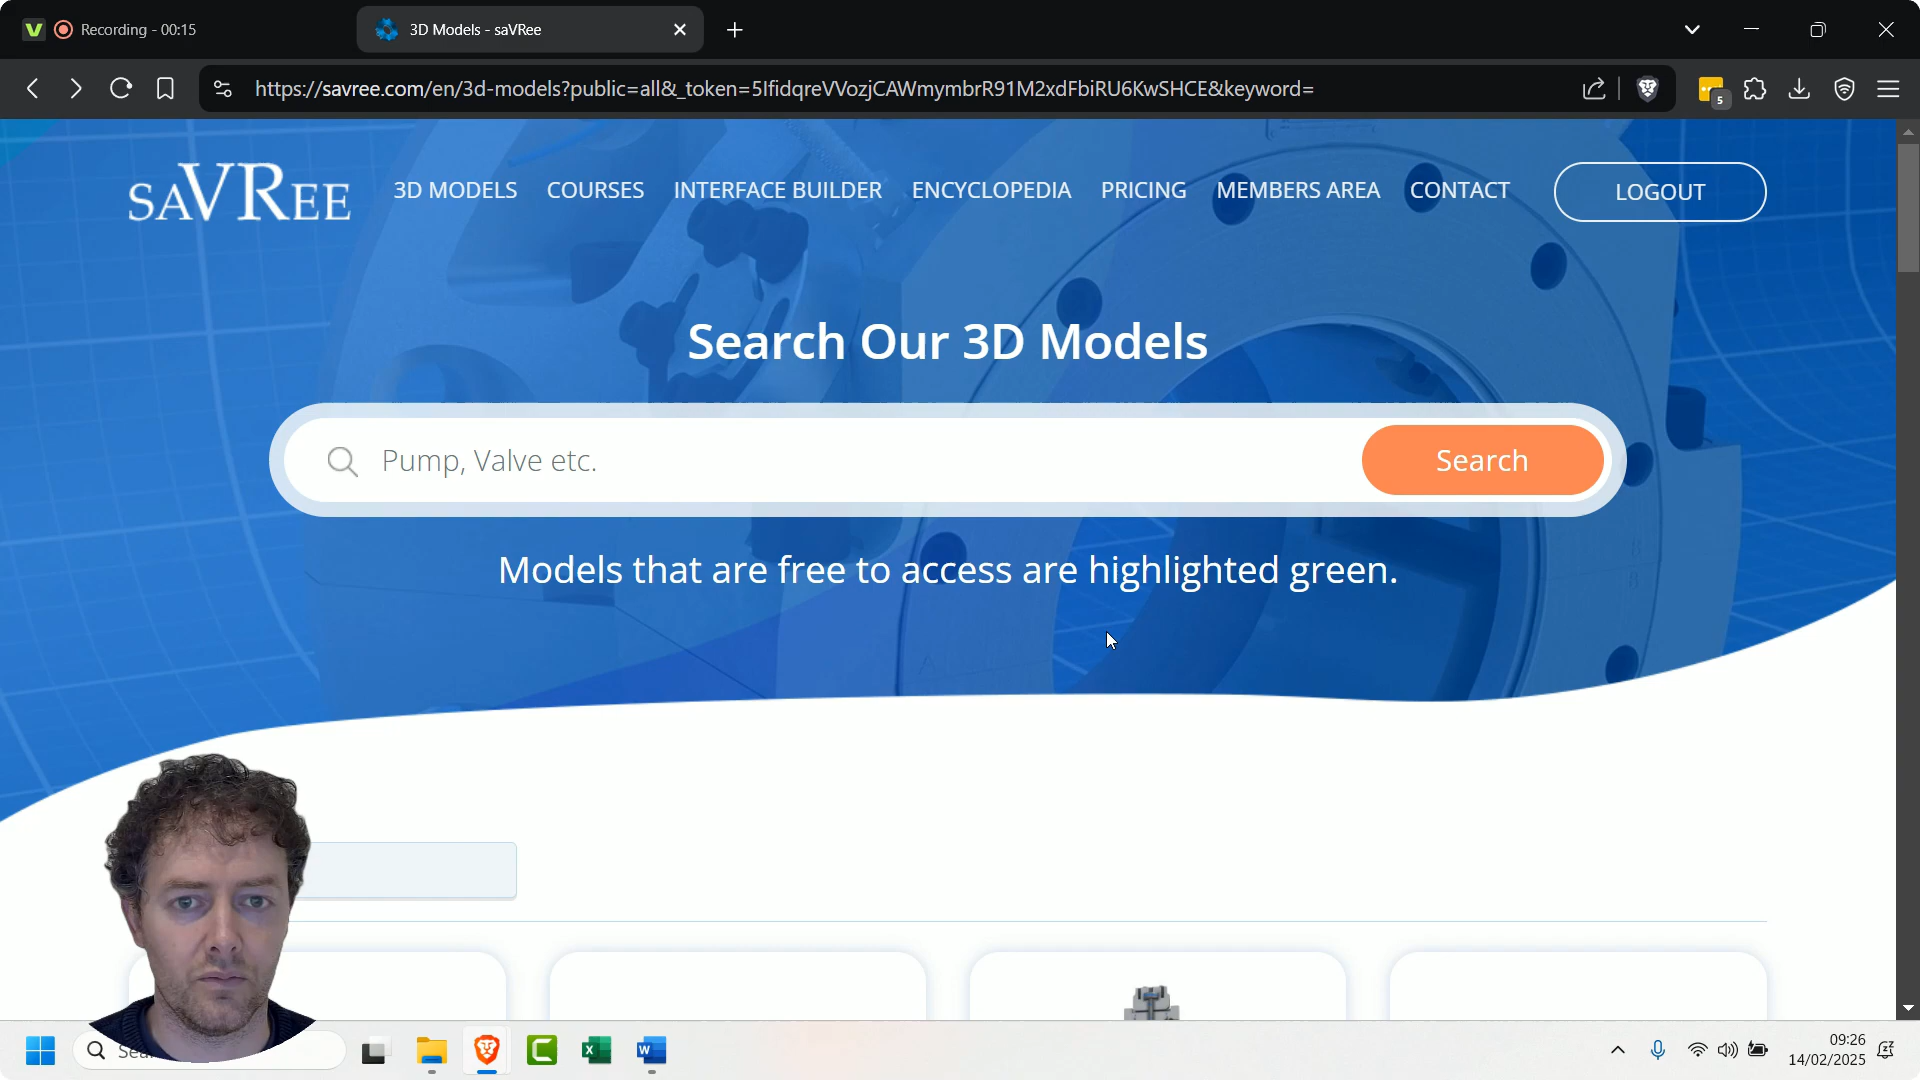 Recording - 00:15
3D Models - saVRee
https://savree.com/en/3d-models?public=all&_token=5IfidqreVVozjCAWmymbrR91M2xdFbiRU6KwSHCE&keyword=
5
saVRee
3D MODELS COURSES INTERFACE BUILDER ENCYCLOPEDIA PRICING MEMBERS AREA CONTACT LOGOUT
Search Our 3D Models
Pump, Valve etc. Search
Models that are free to access are highlighted green.
09:26
14/02/2025